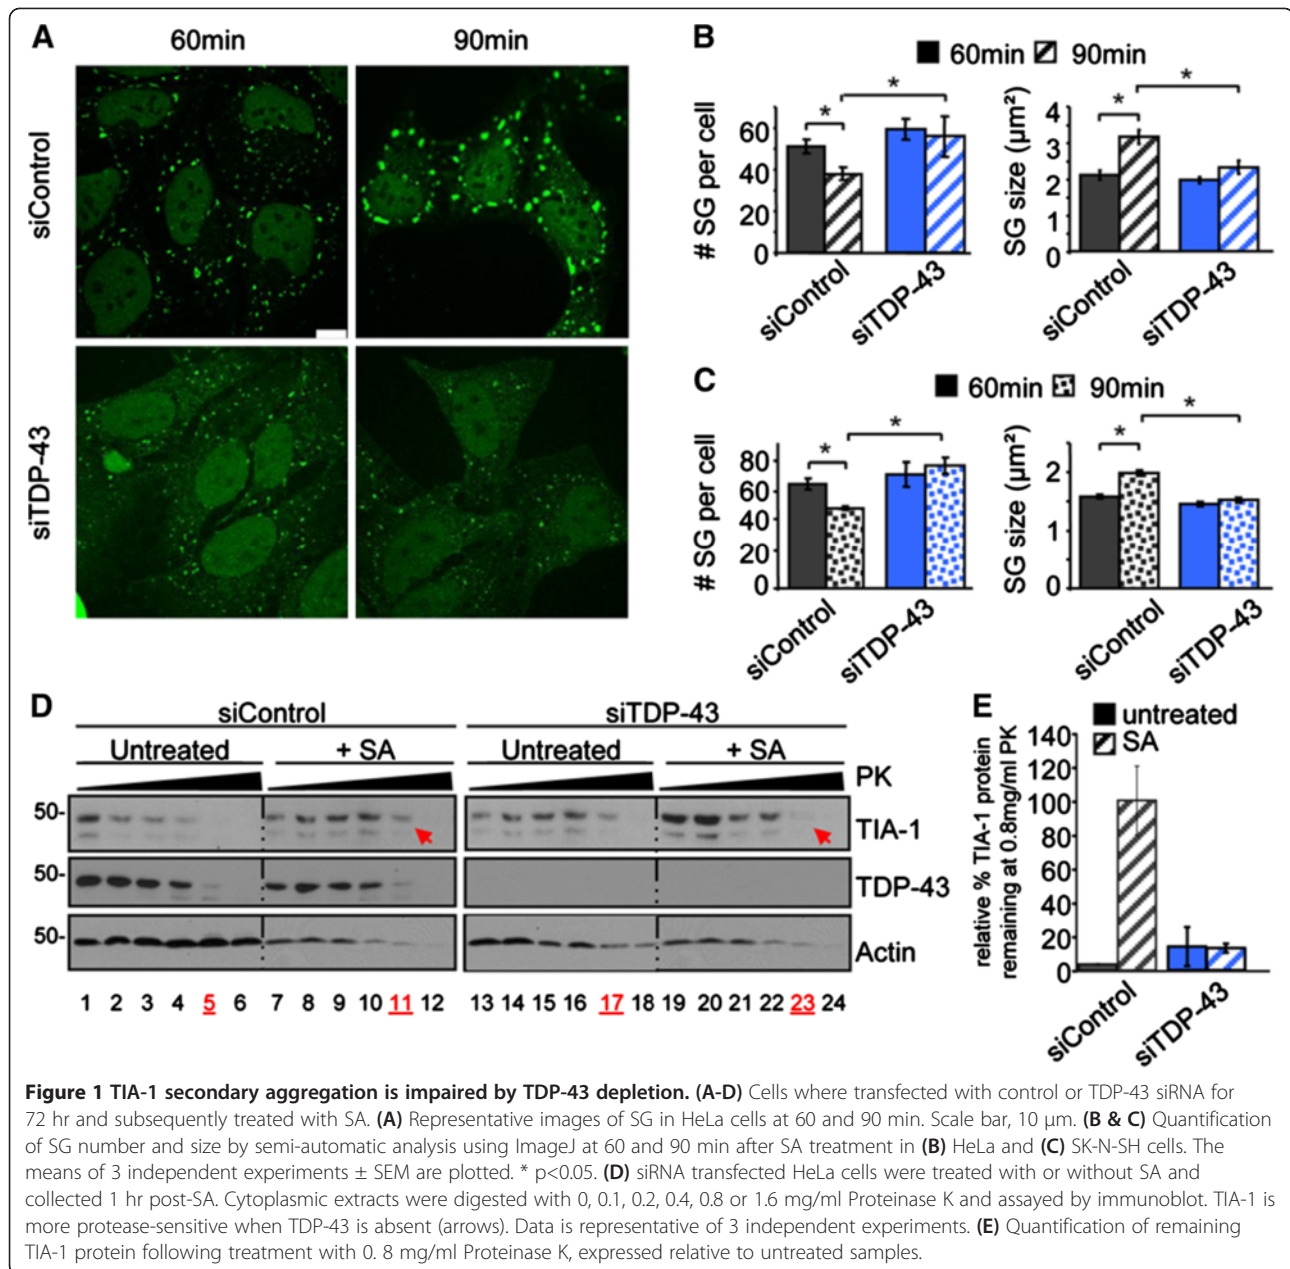 A
60min
90min
siControl
siTDP-43
B
60min
90min
# SG per cell
60
40
20
0
siControl
siTDP-43
*
*
SG size (µm²)
4
3
2
1
0
siControl
siTDP-43
*
*
C
60min
90min
# SG per cell
80
60
40
20
0
siControl
siTDP-43
*
*
SG size (µm²)
2
1
0
siControl
siTDP-43
*
*
D
siControl
siTDP-43
Untreated
+ SA
Untreated
+ SA
PK
50-
TIA-1
50-
TDP-43
50-
Actin
1 2 3 4 5 6 7 8 9 10 11 12 13 14 15 16 17 18 19 20 21 22 23 24
E
untreated
SA
relative % TIA-1 protein
remaining at 0.8mg/ml PK
140
120
100
80
60
40
20
0
siControl
siTDP-43
Figure 1 TIA-1 secondary aggregation is impaired by TDP-43 depletion. (A-D) Cells where transfected with control or TDP-43 siRNA for
72 hr and subsequently treated with SA. (A) Representative images of SG in HeLa cells at 60 and 90 min. Scale bar, 10 µm. (B & C) Quantification
of SG number and size by semi-automatic analysis using ImageJ at 60 and 90 min after SA treatment in (B) HeLa and (C) SK-N-SH cells. The
means of 3 independent experiments ± SEM are plotted. * p<0.05. (D) siRNA transfected HeLa cells were treated with or without SA and
collected 1 hr post-SA. Cytoplasmic extracts were digested with 0, 0.1, 0.2, 0.4, 0.8 or 1.6 mg/ml Proteinase K and assayed by immunoblot. TIA-1 is
more protease-sensitive when TDP-43 is absent (arrows). Data is representative of 3 independent experiments. (E) Quantification of remaining
TIA-1 protein following treatment with 0. 8 mg/ml Proteinase K, expressed relative to untreated samples.